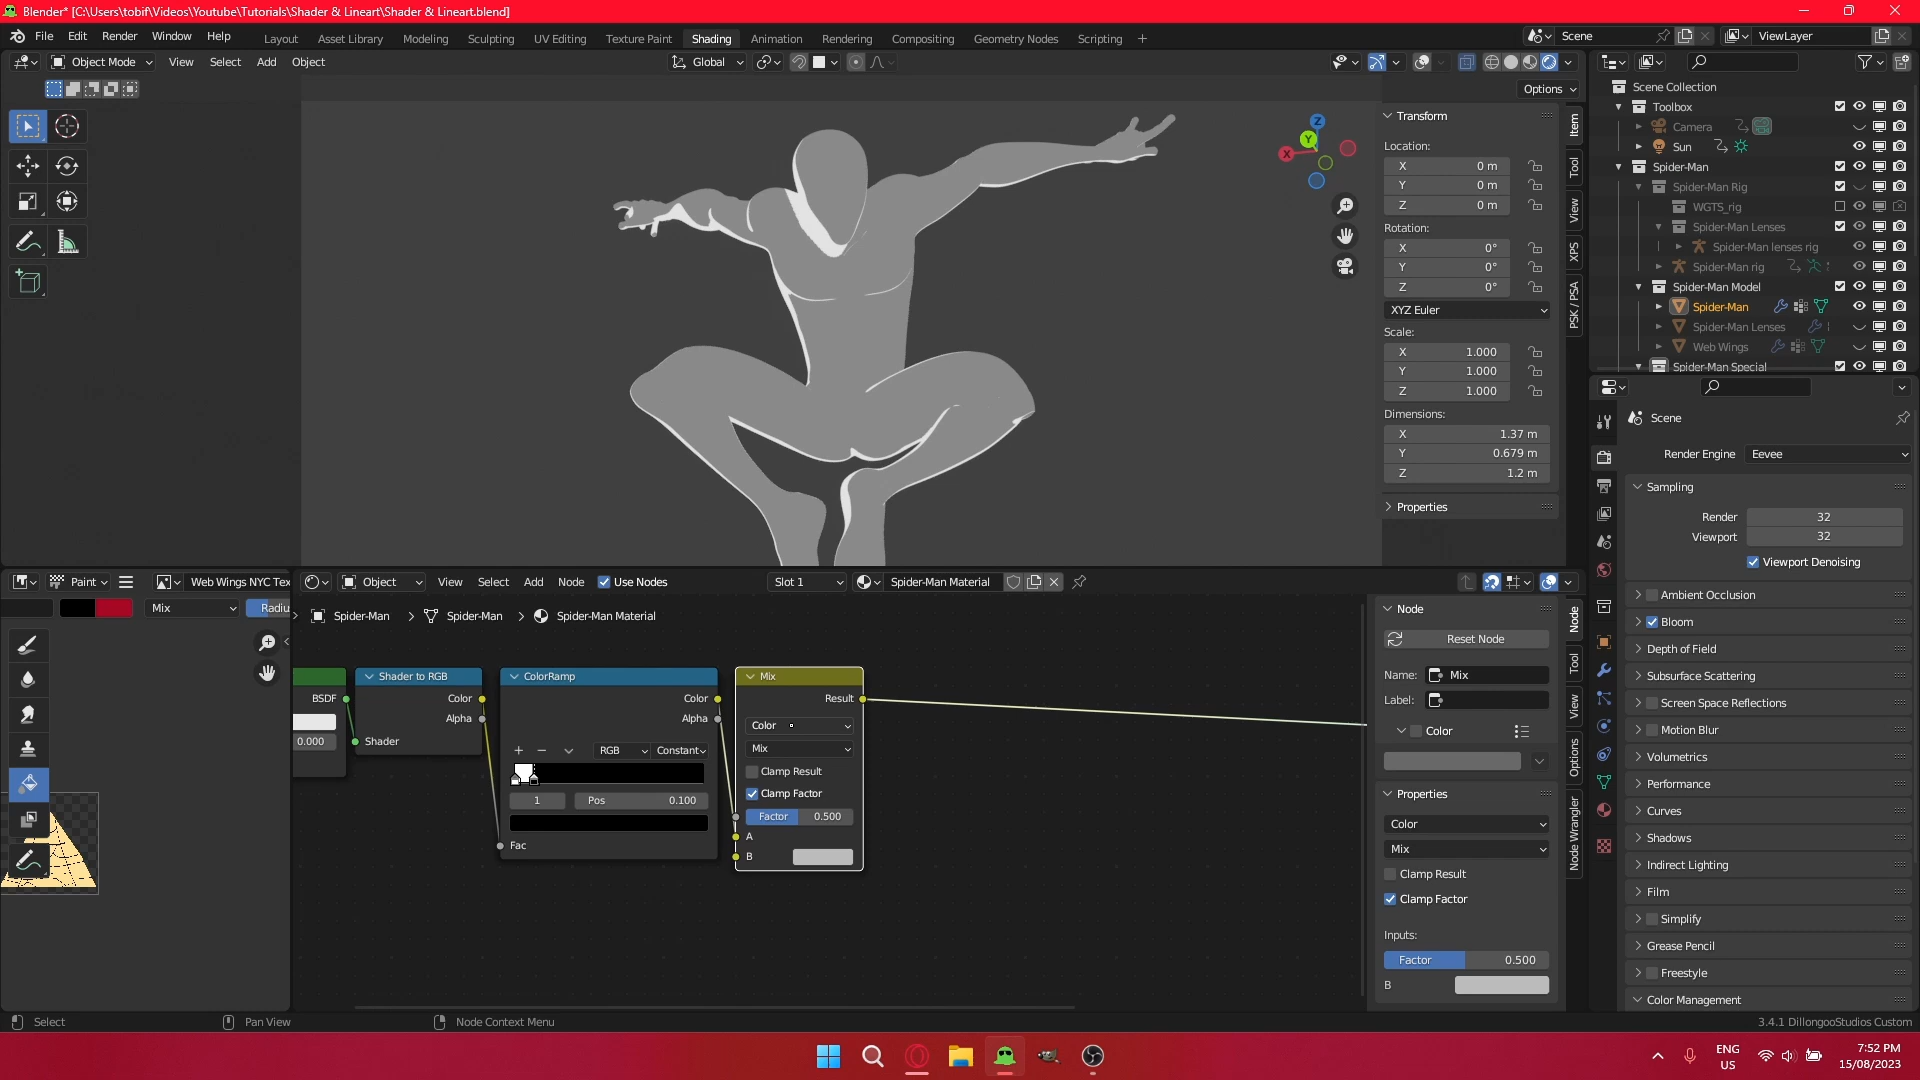 Blender* [C:\Users\tobif\Videos\Youtube\Tutorials\Shader & Lineart\Shader & Lineart.blend]
File Edit Render Window Help Layout Asset Library Modeling Sculpting UV Editing Texture Paint Shading Animation Rendering Compositing Geometry Nodes Scripting + Scene ViewLayer
Object Mode View Select Add Object Global
Options
Transform
Location:
X 0 m
Y 0 m
Z 0 m
Rotation:
X 0°
Y 0°
Z 0°
XYZ Euler
Scale:
X 1.000
Y 1.000
Z 1.000
Dimensions:
X 1.37 m
Y 0.679 m
Z 1.2 m
Properties
Item
Tool
View
XPS
PSK / PSA
Z
Y
X
Scene Collection
Toolbox
Camera
Sun
Spider-Man
Spider-Man Rig
WGTS_rig
Spider-Man Lenses
Spider-Man lenses rig
Spider-Man rig
Spider-Man Model
Spider-Man
Spider-Man Lenses
Web Wings
Spider-Man Special
Scene
Render Engine Eevee
Sampling
Render 32
Viewport 32
Viewport Denoising
Ambient Occlusion
Bloom
Depth of Field
Subsurface Scattering
Screen Space Reflections
Motion Blur
Volumetrics
Performance
Curves
Shadows
Indirect Lighting
Film
Simplify
Grease Pencil
Freestyle
Color Management
Paint Web Wings NYC Tex
Mix Radiu
Object View Select Add Node Use Nodes Slot 1 Spider-Man Material
Spider-Man > Spider-Man > Spider-Man Material
BSDF
0.000
Shader to RGB
Color
Alpha
Shader
ColorRamp
Color
Alpha
+ − RGB Constant
1 Pos 0.100
Fac
Mix
Result
Color
Mix
Clamp Result
Clamp Factor
Factor 0.500
A
B
Node
Reset Node
Name: Mix
Label:
Color
Properties
Color
Mix
Clamp Result
Clamp Factor
Inputs:
Factor 0.500
B
Node
Tool
View
Options
Node Wrangler
Select Pan View Node Context Menu 3.4.1 DillongooStudios Custom
ENG
US
7:52 PM
15/08/2023